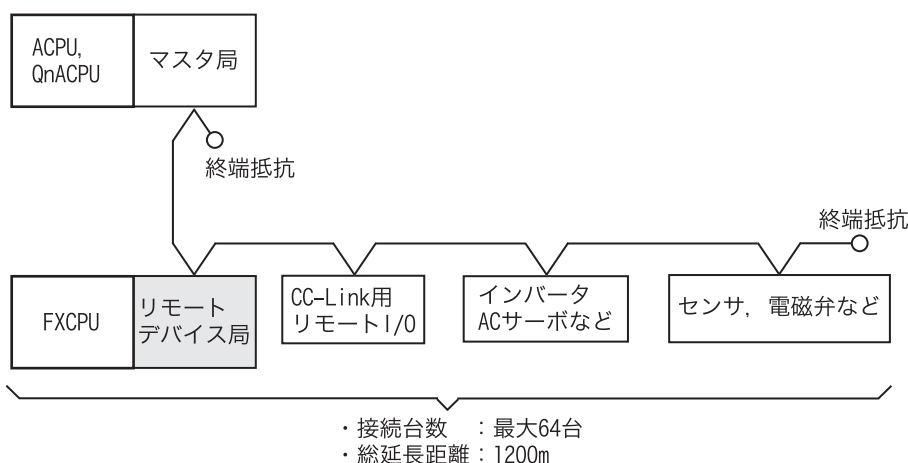 ACPU,
QnACPU
マスタ局
終端抵抗
終端抵抗
FXCPU
リモート
デバイス局
CC-Link用
リモートI/O
インバータ
ACサーボなど
センサ, 電磁弁など
・接続台数 ：最大64台
・総延長距離：1200m